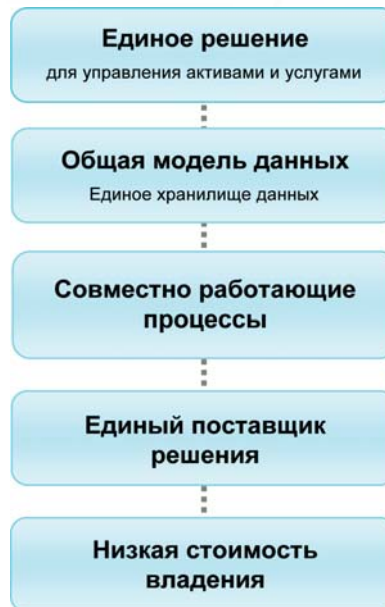 Единое решение
для управления активами и услугами
Общая модель данных
Единое хранилище данных
Совместно работающие
процессы
Единый поставщик
решения
Низкая стоимость
владения